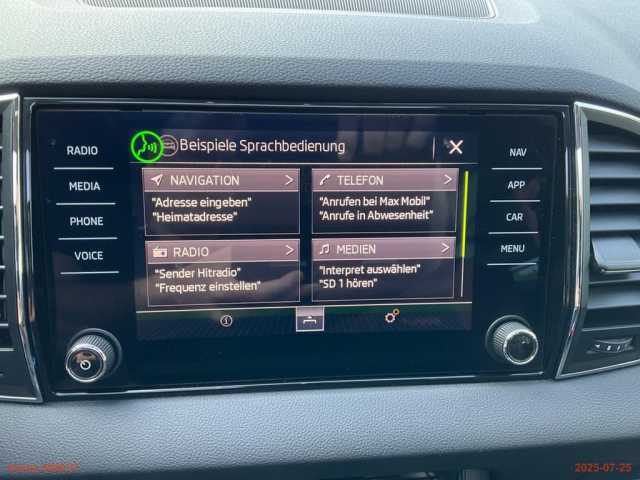 Beispiele Sprachbedienung
RADIO
MEDIA
PHONE
VOICE
NAVIGATION
"Adresse eingeben"
"Heimatadresse"
TELEFON
"Anrufen bei Max Mobil"
"Anrufe in Abwesenheit"
RADIO
"Sender Hitradio"
"Frequenz einstellen"
MEDIEN
"Interpret auswählen"
"SD 1 hören"
NAV
APP
CAR
MENU
2025-07-25